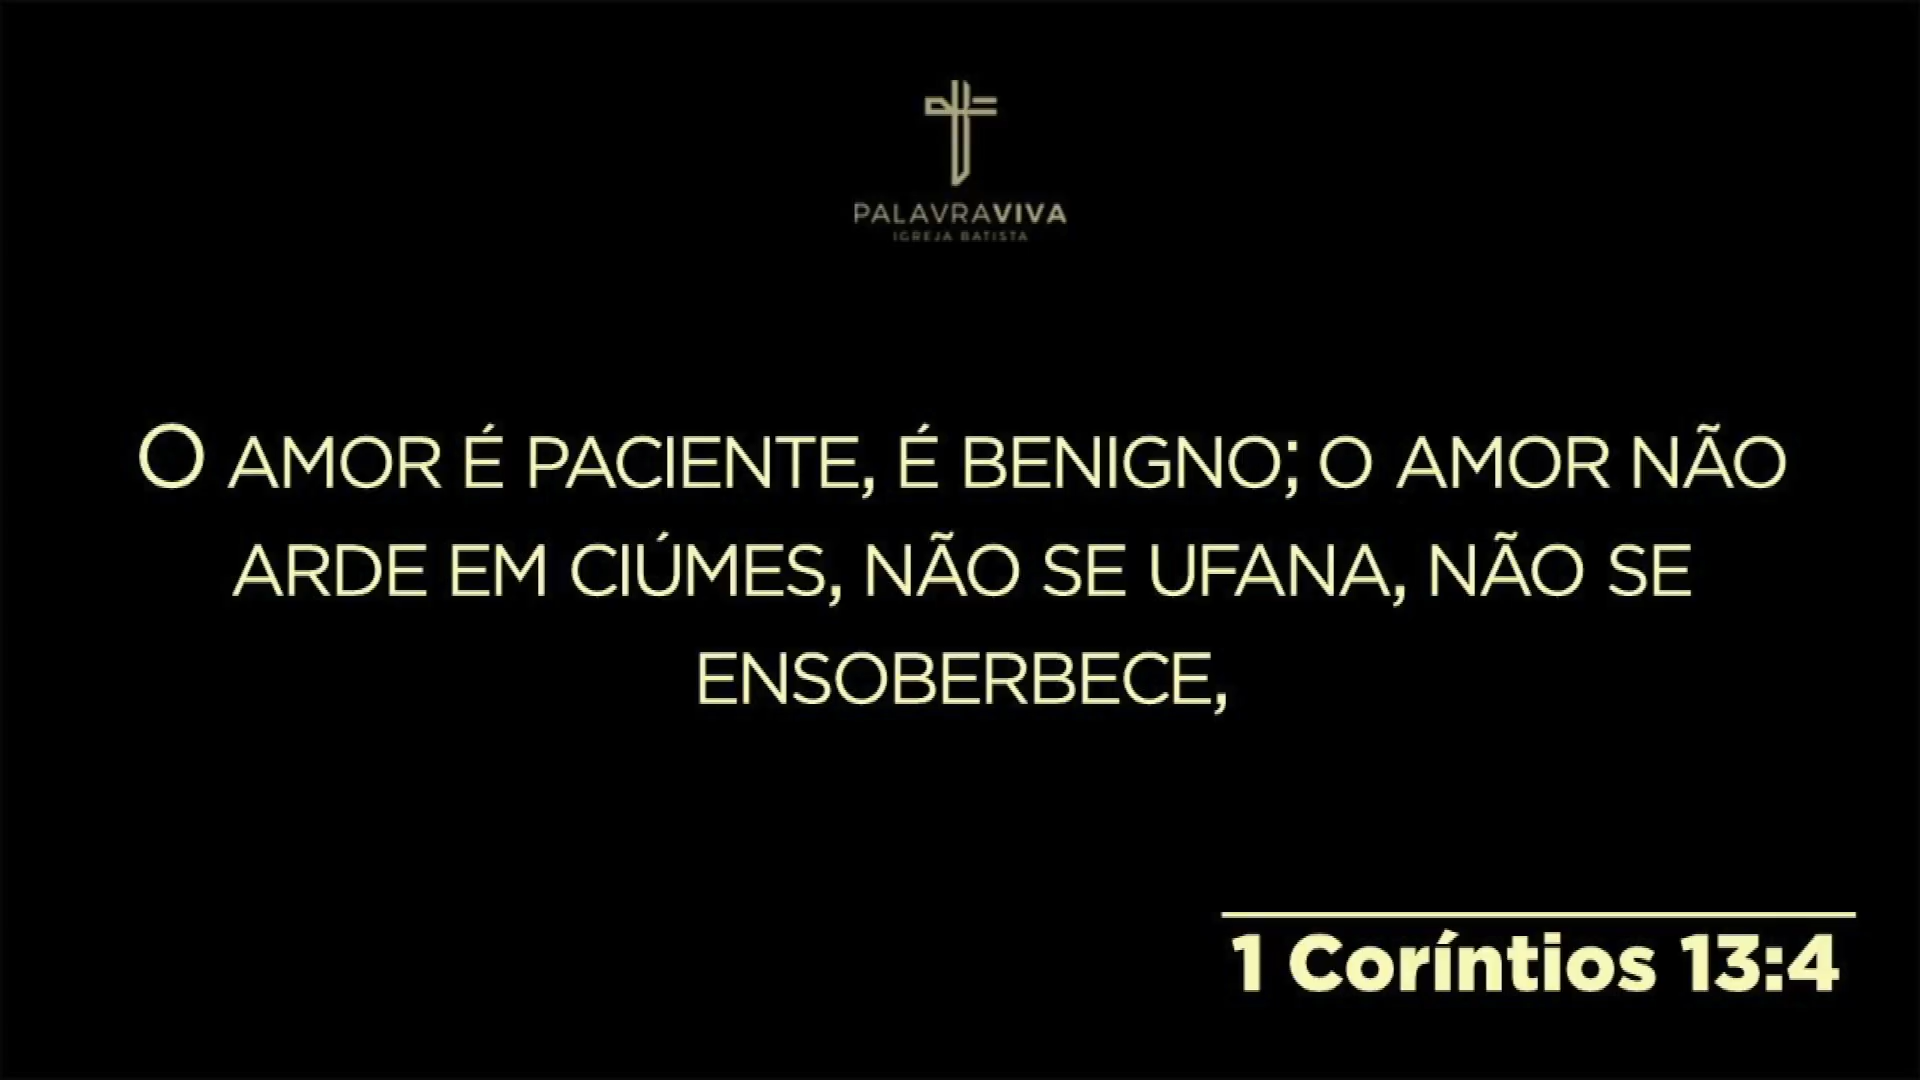 PALAVRAVIVA
IGREJA BATISTA
O AMOR É PACIENTE, É BENIGNO; O AMOR NÃO
ARDE EM CIÚMES, NÃO SE UFANA, NÃO SE
ENSOBERBECE,
1 Coríntios 13:4